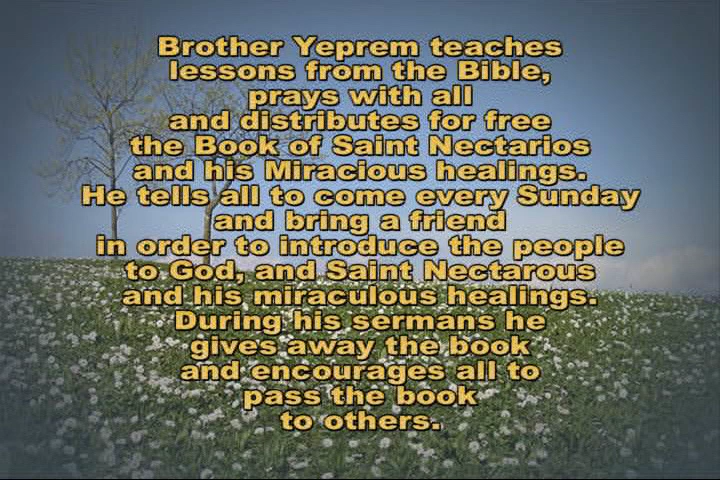 Brother Yeprem teaches
lessons from the Bible,
prays with all
and distributes for free
the Book of Saint Nectarios
and his Miracious healings.
He tells all to come every Sunday
and bring a friend
in order to introduce the people
to God, and Saint Nectarous
and his miraculous healings.
During his sermans he
gives away the book
and encourages all to
pass the book
to others.